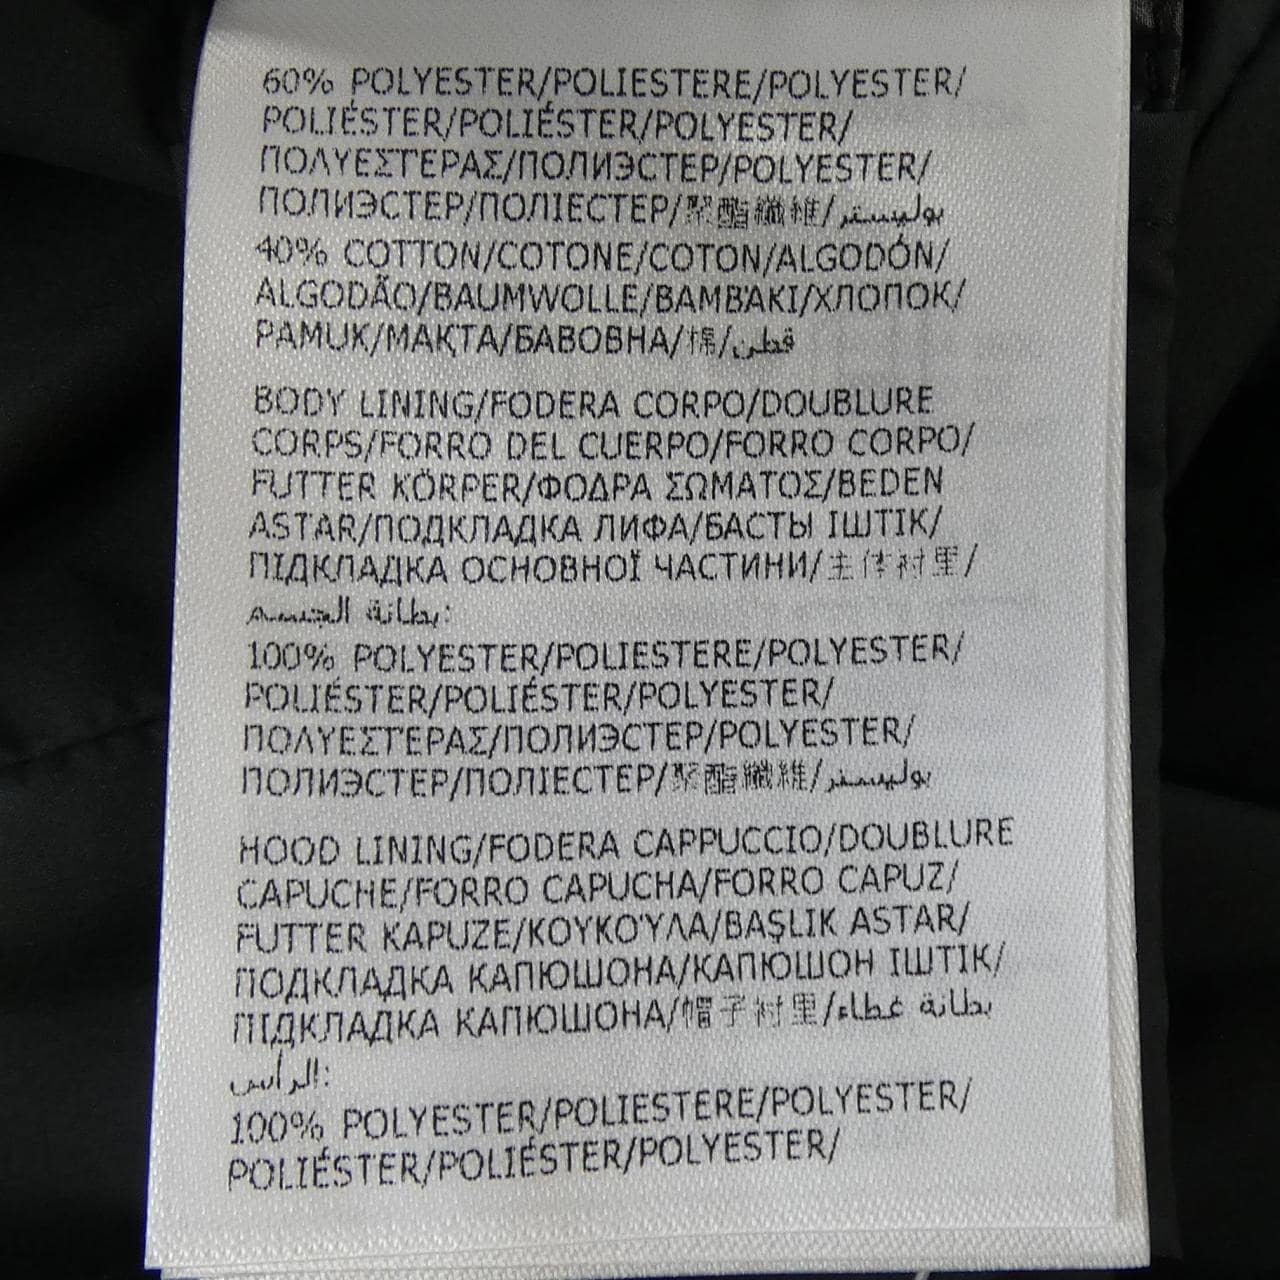 60% POLYESTER/POLIESTERE/POLYESTER/
POLIÉSTER/POLIÉSTER/POLYESTER/
ΠΟΛΥΕΣΤΕΡΑΣ/ПОЛИЭСТЕР/POLYESTER/
ПОЛИЭСТЕР/ПОЛІЕСТЕР/聚酯纖維/بوليستر
40% COTTON/COTONE/COTON/ALGODÓN/
ALGODÃO/BAUMWOLLE/ΒΑΜΒΆΚΙ/ХЛОПОК/
PAMUK/МАҚТА/БАВОВНА/棉/قطن
BODY LINING/FODERA CORPO/DOUBLURE
CORPS/FORRO DEL CUERPO/FORRO CORPO/
FUTTER KÖRPER/ΦΟΔΡΑ ΣΩΜΑΤΟΣ/BEDEN
ASTAR/ПОДКЛАДКА ЛИФА/БАСТЫ ІШТІК/
ПІДКЛАДКА ОСНОВНОЇ ЧАСТИНИ/主体衬里/
بطانة الجسم:
100% POLYESTER/POLIESTERE/POLYESTER/
POLIÉSTER/POLIÉSTER/POLYESTER/
ΠΟΛΥΕΣΤΕΡΑΣ/ПОЛИЭСТЕР/POLYESTER/
ПОЛИЭСТЕР/ПОЛІЕСТЕР/聚酯纖維/بوليستر
HOOD LINING/FODERA CAPPUCCIO/DOUBLURE
CAPUCHE/FORRO CAPUCHA/FORRO CAPUZ/
FUTTER KAPUZE/ΚΟΥΚΟΎΛΑ/BAŞLIK ASTAR/
ПОДКЛАДКА КАПЮШОНА/КАПЮШОН ІШТІК/
ПІДКЛАДКА КАПЮШОНА/帽子衬里/بطانة غطاء
الرأس:
100% POLYESTER/POLIESTERE/POLYESTER/
POLIÉSTER/POLIÉSTER/POLYESTER/